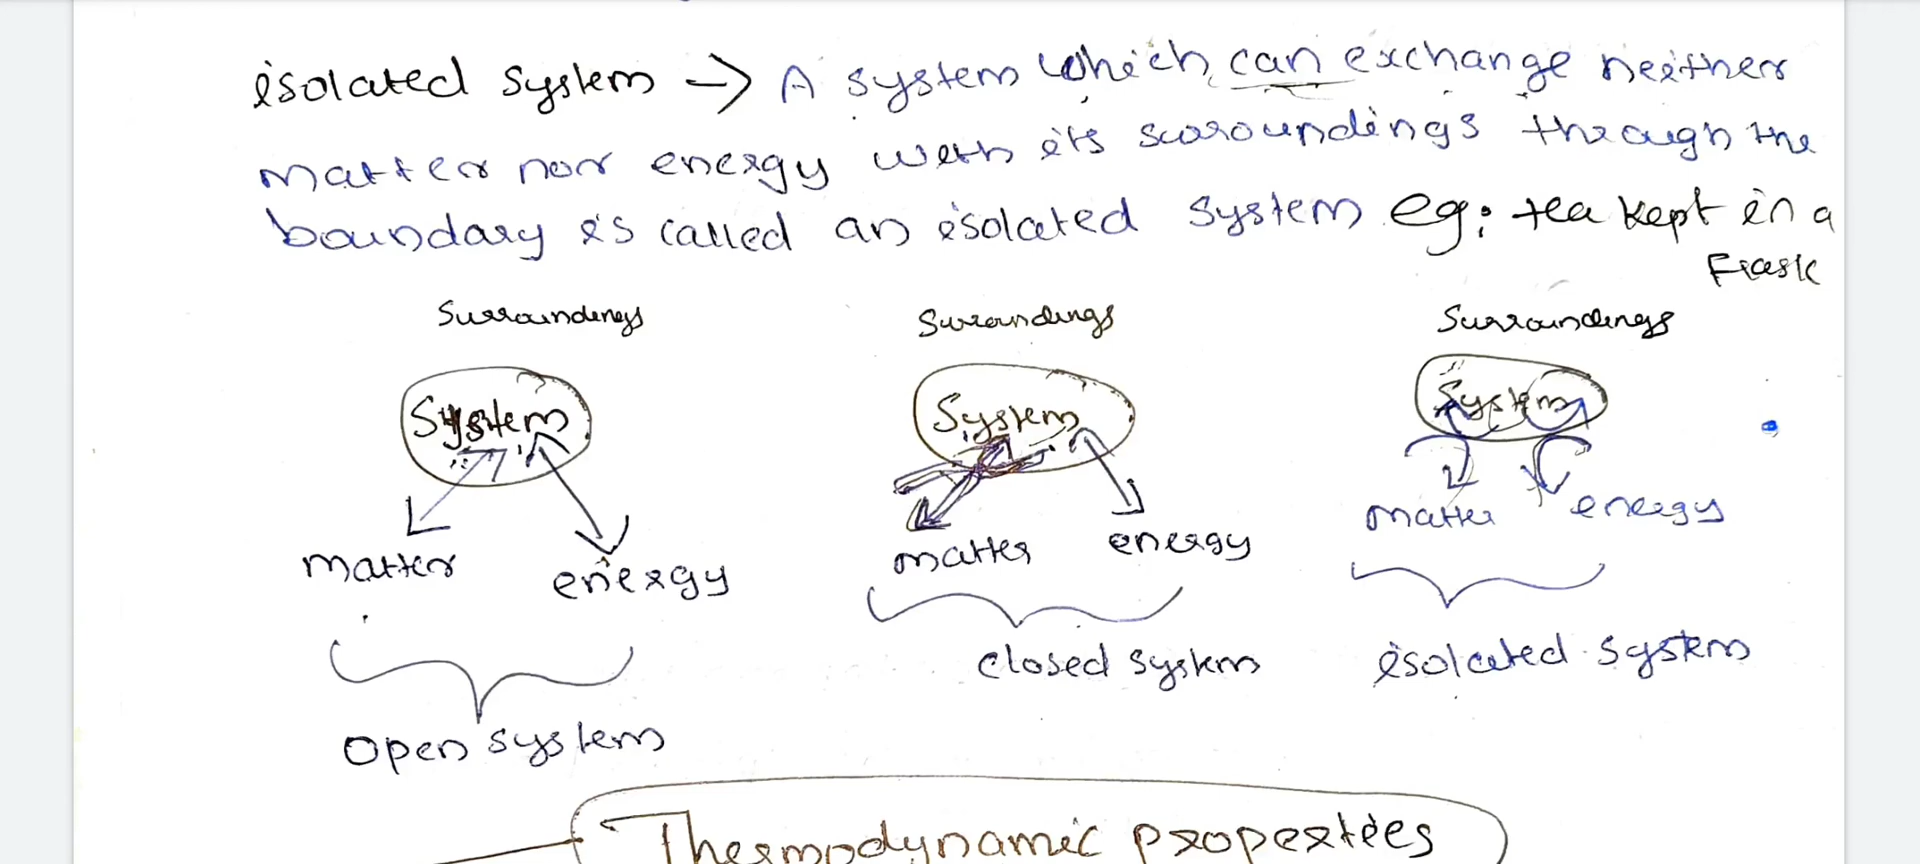 isolated system → A system which can exchange neither
matter nor energy with its suroundings through the
boundary is called an isolated system eg: tea kept in a
Flask
Surroundings
Surroundings
Surroundings
System
System
System
matter
energy
matter
energy
matter
energy
open system
closed system
isolated system
Thermodynamic properties